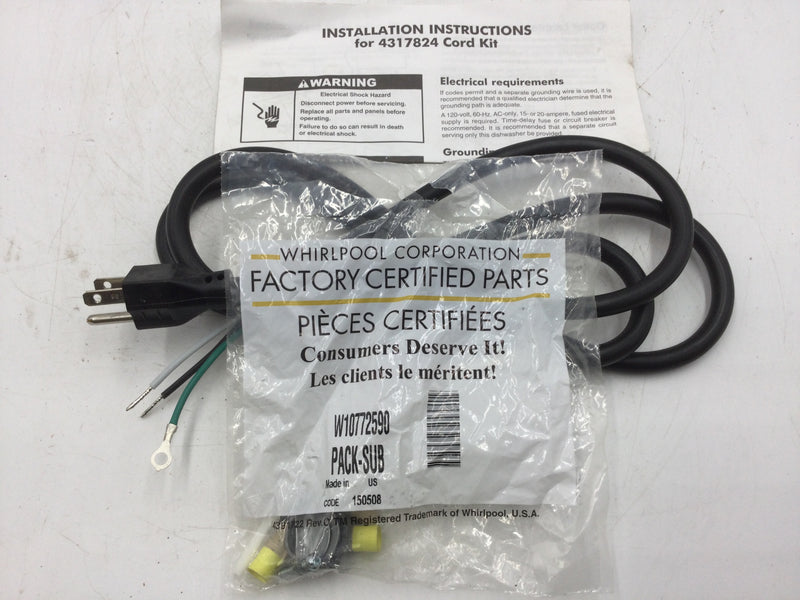 INSTALLATION INSTRUCTIONS
for 4317824 Cord Kit
WARNING
Electrical Shock Hazard
Disconnect power before servicing.
Replace all parts and panels before
operating.
Failure to do so can result in death
or electrical shock.
Electrical requirements
If codes permit and a separate grounding wire is used, it is
recommended that a qualified electrician determine that the
grounding path is adequate.
A 120-volt, 60-Hz, AC-only, 15- or 20-ampere, fused electrical
supply is required. Time-delay fuse or circuit breaker is
recommended. It is recommended that a separate circuit
serving only this dishwasher be provided.
Grounding
WHIRLPOOL CORPORATION
FACTORY CERTIFIED PARTS
PIÈCES CERTIFIÉES
Consumers Deserve It!
Les clients le méritent!
W10772590
PACK-SUB
Made in US
CODE 150508
Rev C TM Registered Trademark of Whirlpool, U.S.A.